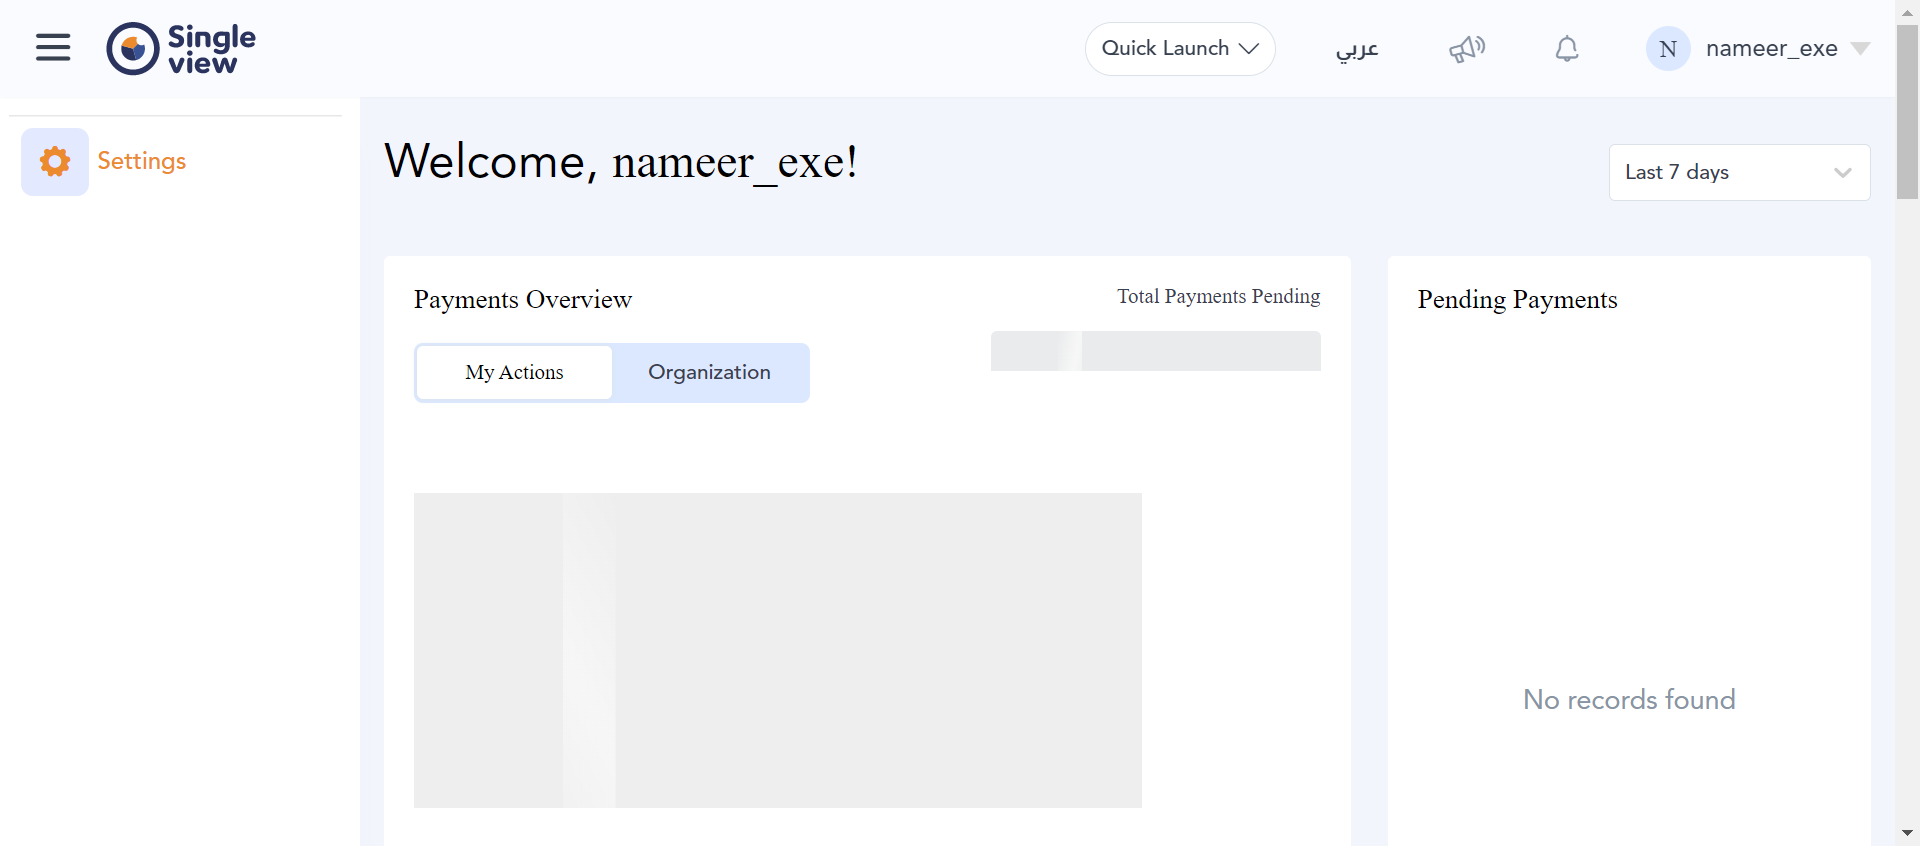 Single
view
Quick Launch
عربي
N
nameer_exe
Settings
Welcome, nameer_exe!
Last 7 days
Payments Overview
Total Payments Pending
My Actions
Organization
Pending Payments
No records found